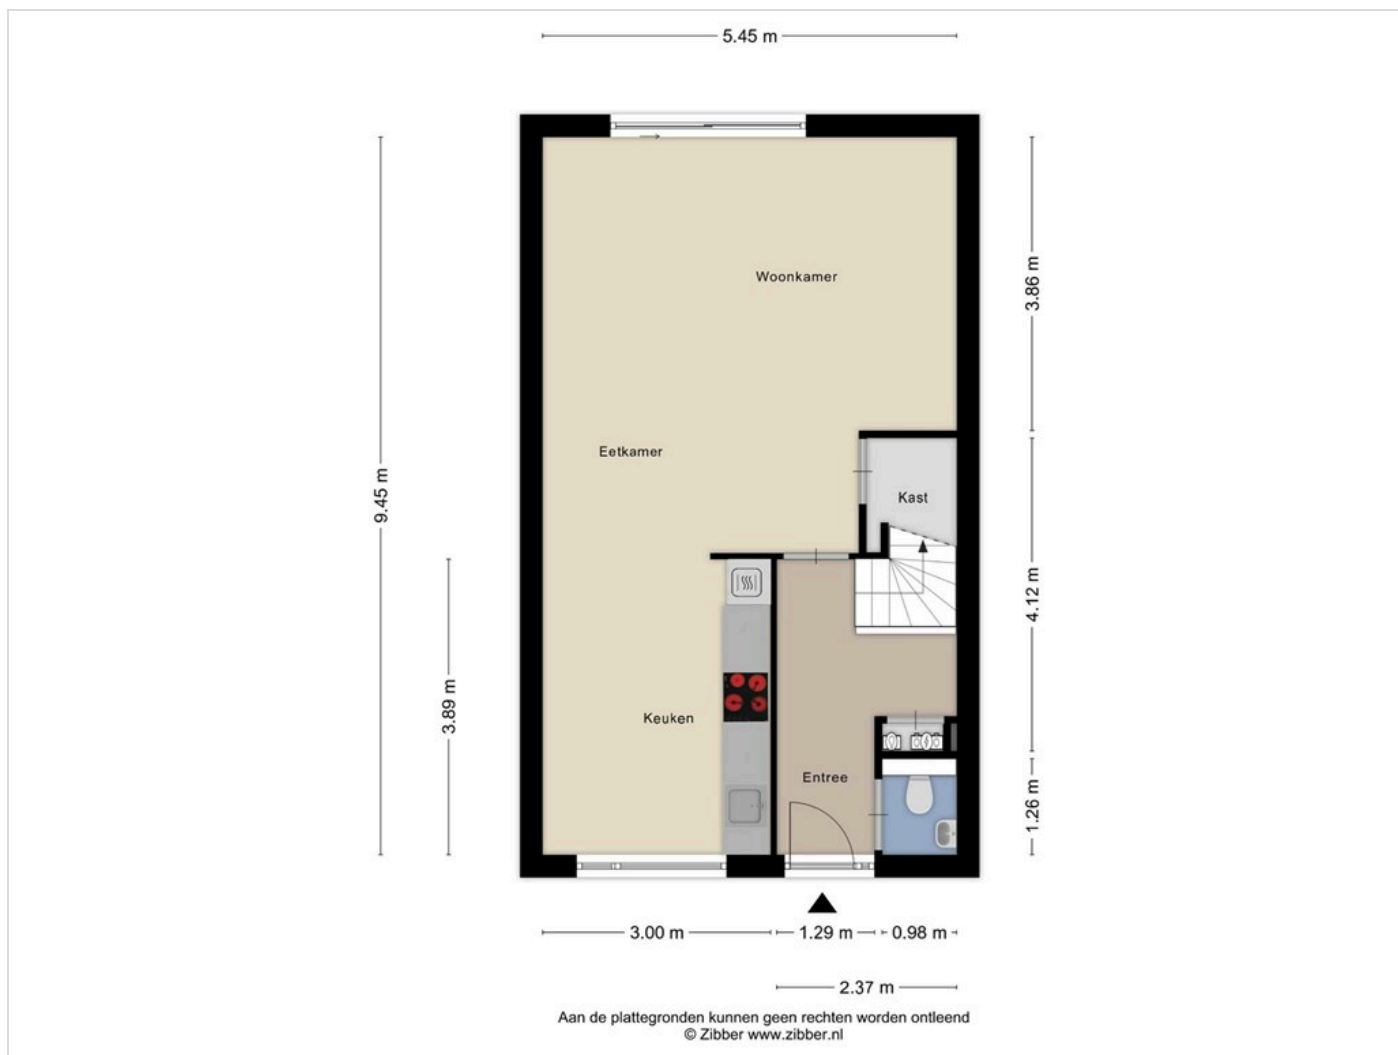 5.45 m
Woonkamer
3.86 m
Eetkamer
9.45 m
Kast
4.12 m
3.89 m
Keuken
Entree
1.26 m
3.00 m
1.29 m
0.98 m
2.37 m
Aan de plattegronden kunnen geen rechten worden ontleend
© Zibber www.zibber.nl